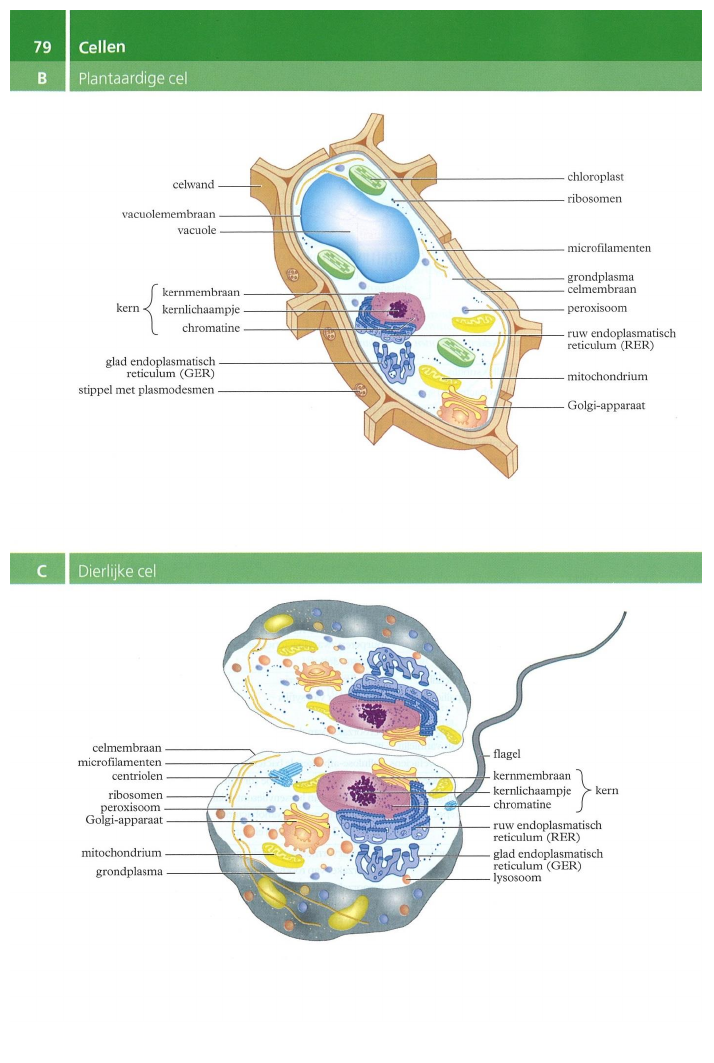 79 Cellen
B Plantaardige cel
celwand
vacuolemembraan
vacuole
kern
kernmembraan
kernlichaampje
chromatine
glad endoplasmatisch
reticulum (GER)
stippel met plasmodesmen
chloroplast
ribosomen
microfilamenten
grondplasma
celmembraan
peroxisoom
ruw endoplasmatisch
reticulum (RER)
mitochondrium
Golgi-apparaat
C Dierlijke cel
celmembraan
microfilamenten
centriolen
ribosomen
peroxisoom
Golgi-apparaat
mitochondrium
grondplasma
flagel
kernmembraan
kernlichaampje
chromatine
kern
ruw endoplasmatisch
reticulum (RER)
glad endoplasmatisch
reticulum (GER)
lysosoom